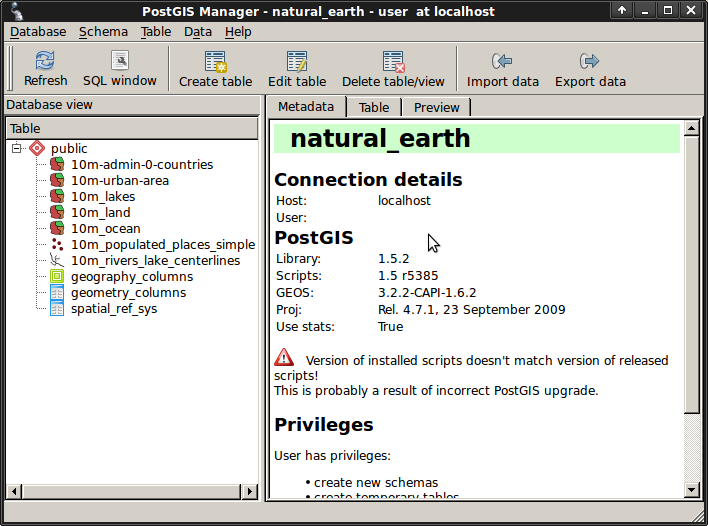 PostGIS Manager - natural_earth - user  at localhost
Database Schema Table Data Help
Refresh SQL window Create table Edit table Delete table/view Import data Export data
Database view
Table
public
10m-admin-0-countries
10m-urban-area
10m_lakes
10m_land
10m_ocean
10m_populated_places_simple
10m_rivers_lake_centerlines
geography_columns
geometry_columns
spatial_ref_sys
Metadata Table Preview
natural_earth
Connection details
Host: localhost
User:
PostGIS
Library: 1.5.2
Scripts: 1.5 r5385
GEOS: 3.2.2-CAPI-1.6.2
Proj: Rel. 4.7.1, 23 September 2009
Use stats: True
Version of installed scripts doesn't match version of released
scripts!
This is probably a result of incorrect PostGIS upgrade.
Privileges
User has privileges:
• create new schemas
• create temporary tables